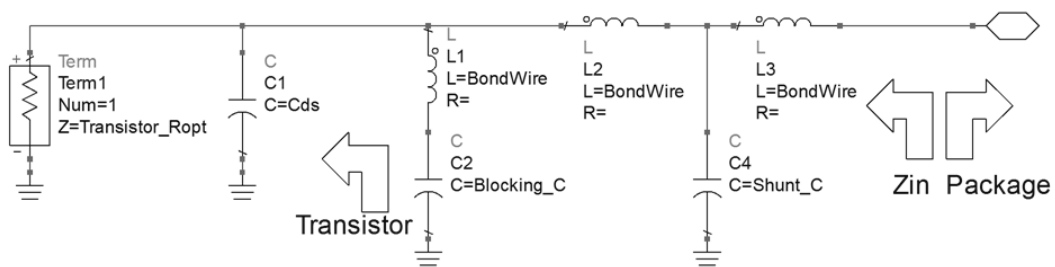 +
Term
Term1
Num=1
Z=Transistor_Ropt
-
C
C1
C=Cds
L
L1
L=BondWire
R=
C
C2
C=Blocking_C
Transistor
L
L2
L=BondWire
R=
C
C4
C=Shunt_C
L
L3
L=BondWire
R=
Zin Package